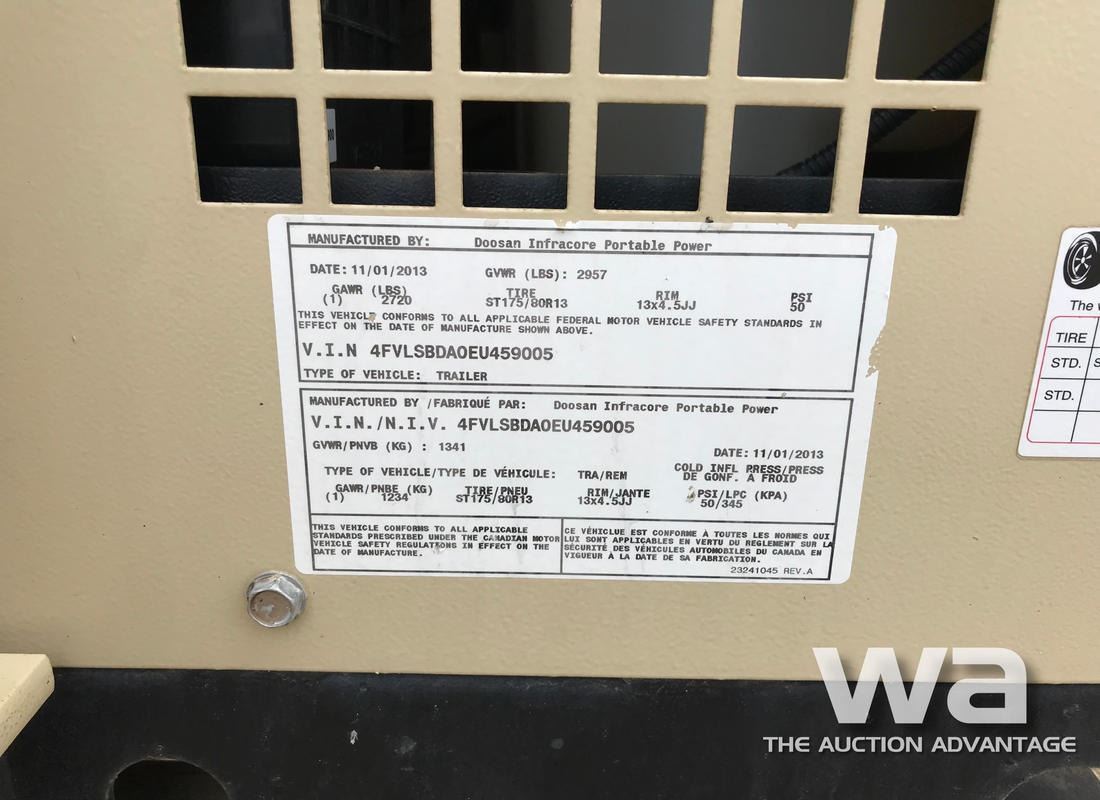 MANUFACTURED BY: Doosan Infracore Portable Power
DATE: 11/01/2013 GVWR (LBS): 2957
GAWR (LBS) TIRE RIM PSI
(1) 2720 ST175/80R13 13x4.5JJ 50
THIS VEHICLE CONFORMS TO ALL APPLICABLE FEDERAL MOTOR VEHICLE SAFETY STANDARDS IN
EFFECT ON THE DATE OF MANUFACTURE SHOWN ABOVE.
V.I.N 4FVLSBDA0EU459005
TYPE OF VEHICLE: TRAILER
MANUFACTURED BY /FABRIQUÉ PAR: Doosan Infracore Portable Power
V.I.N./N.I.V. 4FVLSBDA0EU459005
GVWR/PNVB (KG) : 1341
DATE: 11/01/2013
TYPE OF VEHICLE/TYPE DE VÉHICULE: TRA/REM
COLD INFL PRESS/PRESS
DE GONF. A FROID
GAWR/PNBE (KG) TIRE/PNEU RIM/JANTE PSI/LPC (KPA)
(1) 1234 ST175/80R13 13x4.5JJ 50/345
THIS VEHICLE CONFORMS TO ALL APPLICABLE
STANDARDS PRESCRIBED UNDER THE CANADIAN MOTOR
VEHICLE SAFETY REGULATIONS IN EFFECT ON THE
DATE OF MANUFACTURE.
CE VÉHICLUE EST CONFORME À TOUTES LES NORMES QUI
LUI SONT APPLICABLES EN VERTU DU RÈGLEMENT SUR LA
SÉCURITÉ DES VÉHICULES AUTOMOBILES DU CANADA EN
VIGUEUR À LA DATE DE SA FABRICATION.
23241045 REV.A
The
TIRE
STD.
STD.
wa
THE AUCTION ADVANTAGE